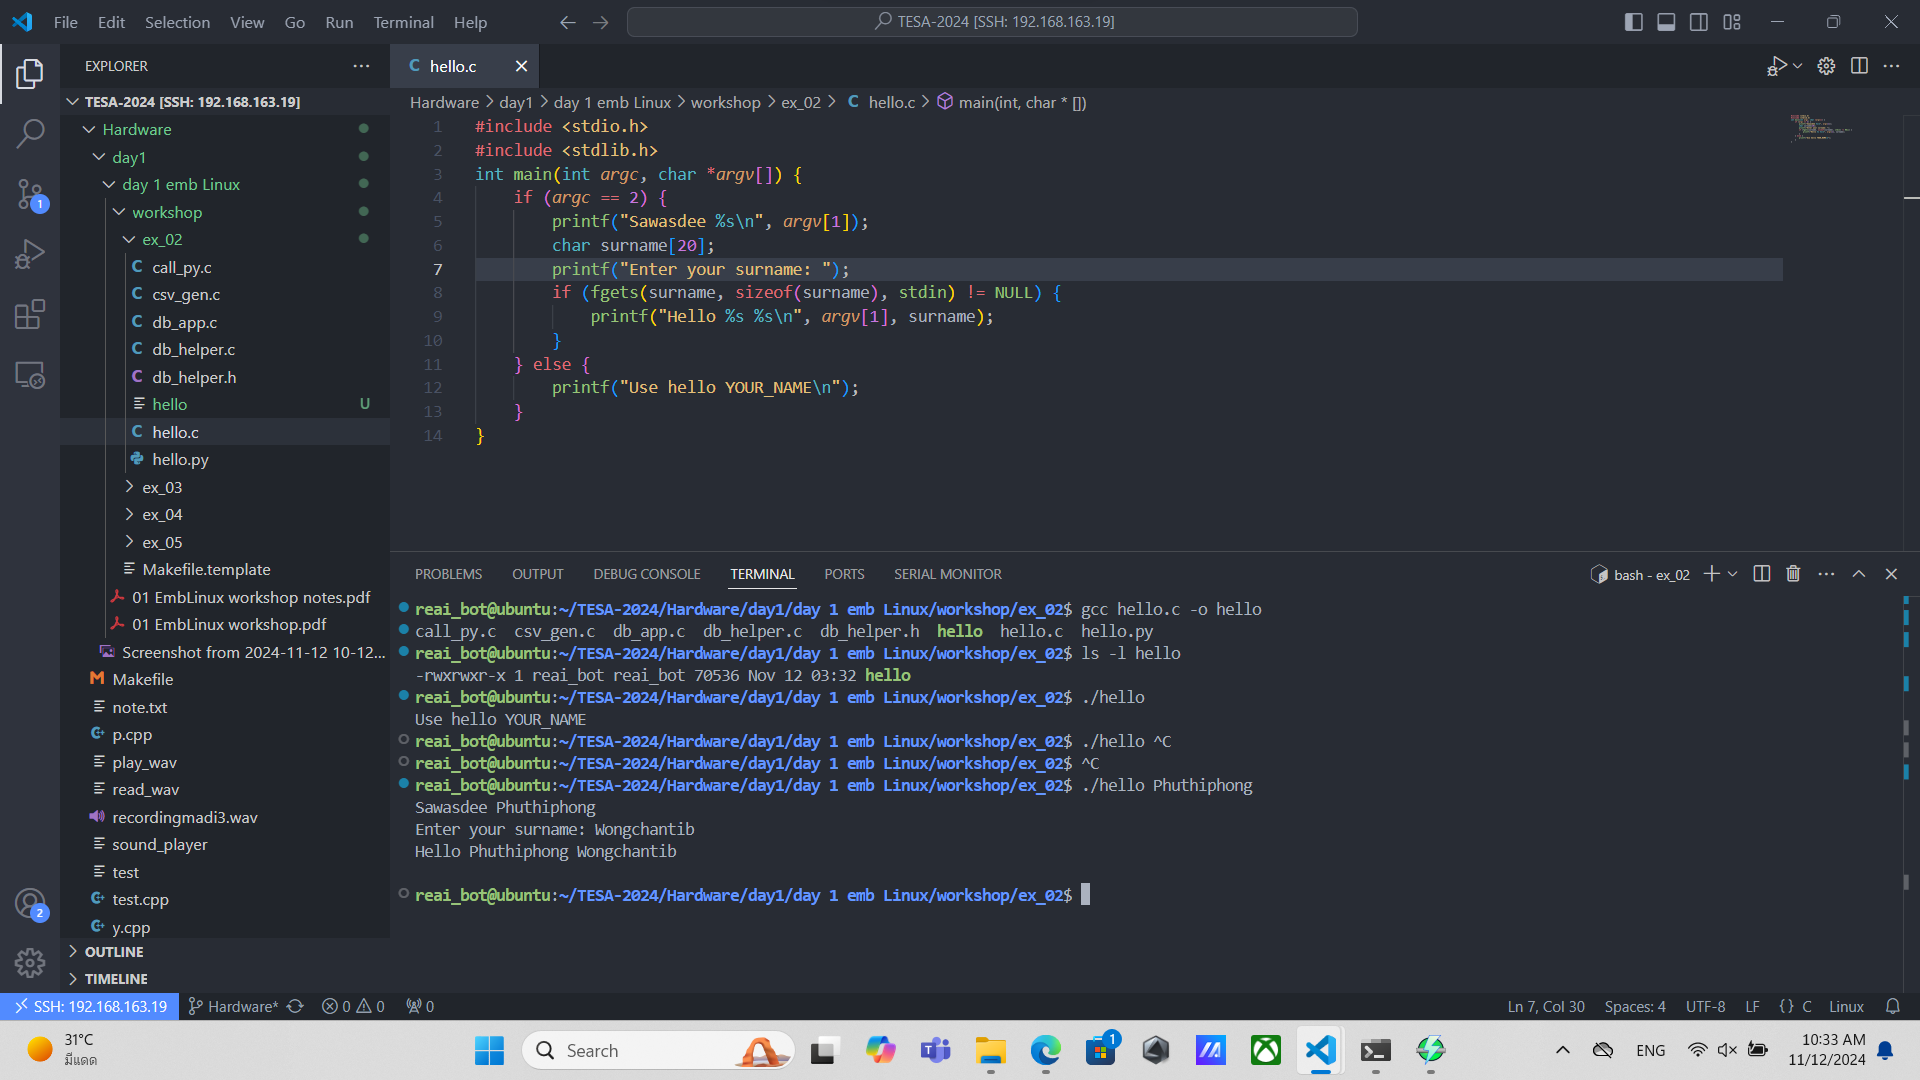 File Edit Selection View Go Run Terminal Help
TESA-2024 [SSH: 192.168.163.19]
EXPLORER
TESA-2024 [SSH: 192.168.163.19]
Hardware
day1
day 1 emb Linux
workshop
ex_02
call_py.c
csv_gen.c
db_app.c
db_helper.c
db_helper.h
hello U
hello.c
hello.py
ex_03
ex_04
ex_05
Makefile.template
01 EmbLinux workshop notes.pdf
01 EmbLinux workshop.pdf
Screenshot from 2024-11-12 10-12...
Makefile
note.txt
p.cpp
play_wav
read_wav
recordingmadi3.wav
sound_player
test
test.cpp
y.cpp
OUTLINE
TIMELINE
1
2
C hello.c
Hardware > day1 > day 1 emb Linux > workshop > ex_02 > C hello.c > main(int, char * [])
1 #include <stdio.h>
2 #include <stdlib.h>
3 int main(int argc, char *argv[]) {
4 if (argc == 2) {
5 printf("Sawasdee %s\n", argv[1]);
6 char surname[20];
7 printf("Enter your surname: ");
8 if (fgets(surname, sizeof(surname), stdin) != NULL) {
9 printf("Hello %s %s\n", argv[1], surname);
10 }
11 } else {
12 printf("Use hello YOUR_NAME\n");
13 }
14 }
PROBLEMS OUTPUT DEBUG CONSOLE TERMINAL PORTS SERIAL MONITOR
bash - ex_02
reai_bot@ubuntu:~/TESA-2024/Hardware/day1/day 1 emb Linux/workshop/ex_02$ gcc hello.c -o hello
call_py.c csv_gen.c db_app.c db_helper.c db_helper.h hello hello.c hello.py
reai_bot@ubuntu:~/TESA-2024/Hardware/day1/day 1 emb Linux/workshop/ex_02$ ls -l hello
-rwxrwxr-x 1 reai_bot reai_bot 70536 Nov 12 03:32 hello
reai_bot@ubuntu:~/TESA-2024/Hardware/day1/day 1 emb Linux/workshop/ex_02$ ./hello
Use hello YOUR_NAME
reai_bot@ubuntu:~/TESA-2024/Hardware/day1/day 1 emb Linux/workshop/ex_02$ ./hello ^C
reai_bot@ubuntu:~/TESA-2024/Hardware/day1/day 1 emb Linux/workshop/ex_02$ ^C
reai_bot@ubuntu:~/TESA-2024/Hardware/day1/day 1 emb Linux/workshop/ex_02$ ./hello Phuthiphong
Sawasdee Phuthiphong
Enter your surname: Wongchantib
Hello Phuthiphong Wongchantib
reai_bot@ubuntu:~/TESA-2024/Hardware/day1/day 1 emb Linux/workshop/ex_02$
SSH: 192.168.163.19 Hardware* 0 0 0
Ln 7, Col 30 Spaces: 4 UTF-8 LF {} C Linux
31°C
มีแดด
Search
1
ENG
10:33 AM
11/12/2024